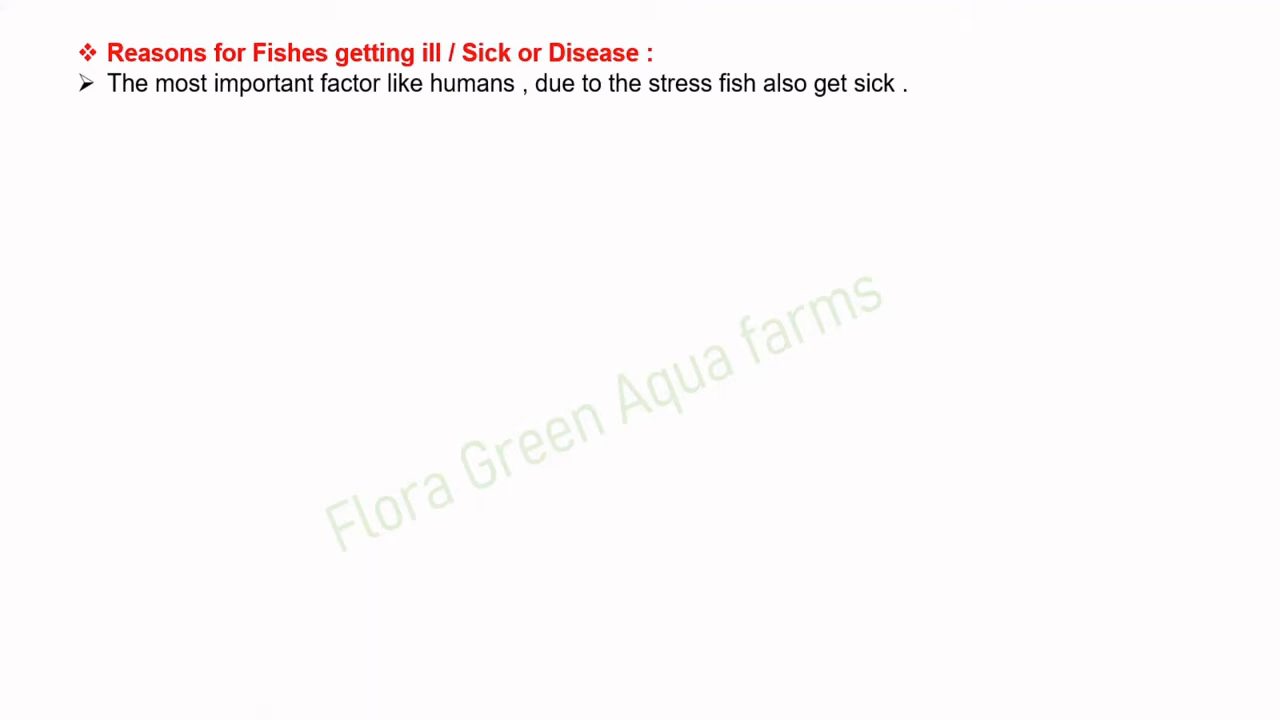 ❖ Reasons for Fishes getting ill / Sick or Disease :
➢ The most important factor like humans , due to the stress fish also get sick .
Flora Green Aqua farms